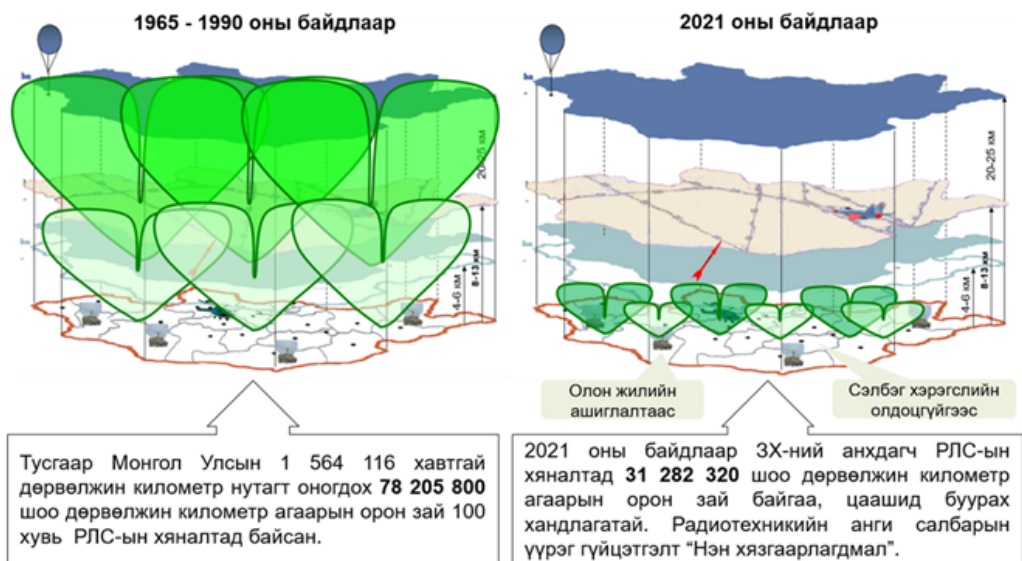 1965 - 1990 оны байдлаар
20-25 км
8-13 км
4-6 км
Тусгаар Монгол Улсын 1 564 116 хавтгай
дөрвөлжин километр нутагт оногдох 78 205 800
шоо дөрвөлжин километр агаарын орон зай 100
хувь РЛС-ын хяналтад байсан.
2021 оны байдлаар
20-25 км
8-13 км
4-6 км
Олон жилийн
ашиглалтаас
Сэлбэг хэрэгслийн
олдоцгүйгээс
2021 оны байдлаар ЗХ-ний анхдагч РЛС-ын
хяналтад 31 282 320 шоо дөрвөлжин километр
агаарын орон зай байгаа, цаашид буурах
хандлагатай. Радиотехникийн анги салбарын
үүрэг гүйцэтгэлт “Нэн хязгаарлагдмал”.